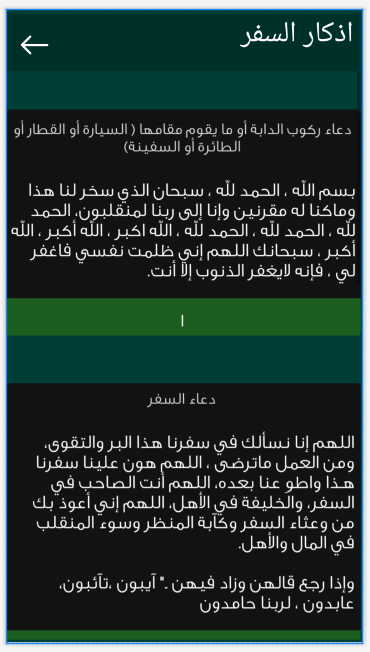 اذكار السفر
دعاء ركوب الدابة أو ما يقوم مقامها ( السيارة أو القطار أو
الطائرة أو السفينة)
بسم الله ، الحمد لله ، سبحان الذي سخر لنا هذا
وماكنا له مقرنين وإنا إلى ربنا لمنقلبون، الحمد
لله ، الحمد لله ، الحمد لله ، الله اكبر ، الله أكبر ، الله
أكبر ، سبحانك اللهم إني ظلمت نفسي فاغفر
لي ، فإنه لايغفر الذنوب إلا أنت.
ا
دعاء السفر
اللهم إنا نسألك في سفرنا هذا البر والتقوى،
ومن العمل ماترضى ، اللهم هون علينا سفرنا
هذا واطو عنا بعده، اللهم أنت الصاحب في
السفر، والخليفة في الأهل، اللهم إني أعوذ بك
من وعثاء السفر وكآبة المنظر وسوء المنقلب
في المال والأهل.
وإذا رجع قالهن وزاد فيهن ." آيبون ،تآئبون،
عابدون ، لربنا حامدون